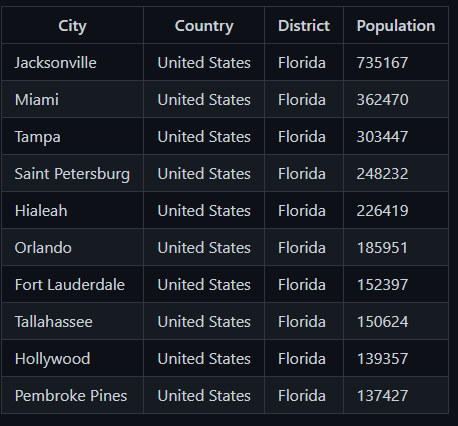 City Country District Population
Jacksonville United States Florida 735167
Miami United States Florida 362470
Tampa United States Florida 303447
Saint Petersburg United States Florida 248232
Hialeah United States Florida 226419
Orlando United States Florida 185951
Fort Lauderdale United States Florida 152397
Tallahassee United States Florida 150624
Hollywood United States Florida 139357
Pembroke Pines United States Florida 137427